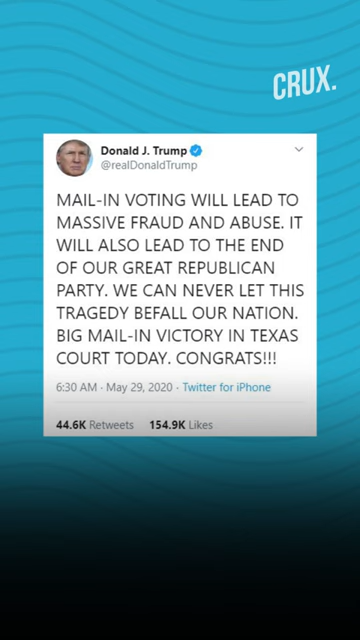 CRUX.
Donald J. Trump
@realDonaldTrump
MAIL-IN VOTING WILL LEAD TO
MASSIVE FRAUD AND ABUSE. IT
WILL ALSO LEAD TO THE END
OF OUR GREAT REPUBLICAN
PARTY. WE CAN NEVER LET THIS
TRAGEDY BEFALL OUR NATION.
BIG MAIL-IN VICTORY IN TEXAS
COURT TODAY. CONGRATS!!!
6:30 AM · May 29, 2020 · Twitter for iPhone
44.6K Retweets 154.9K Likes